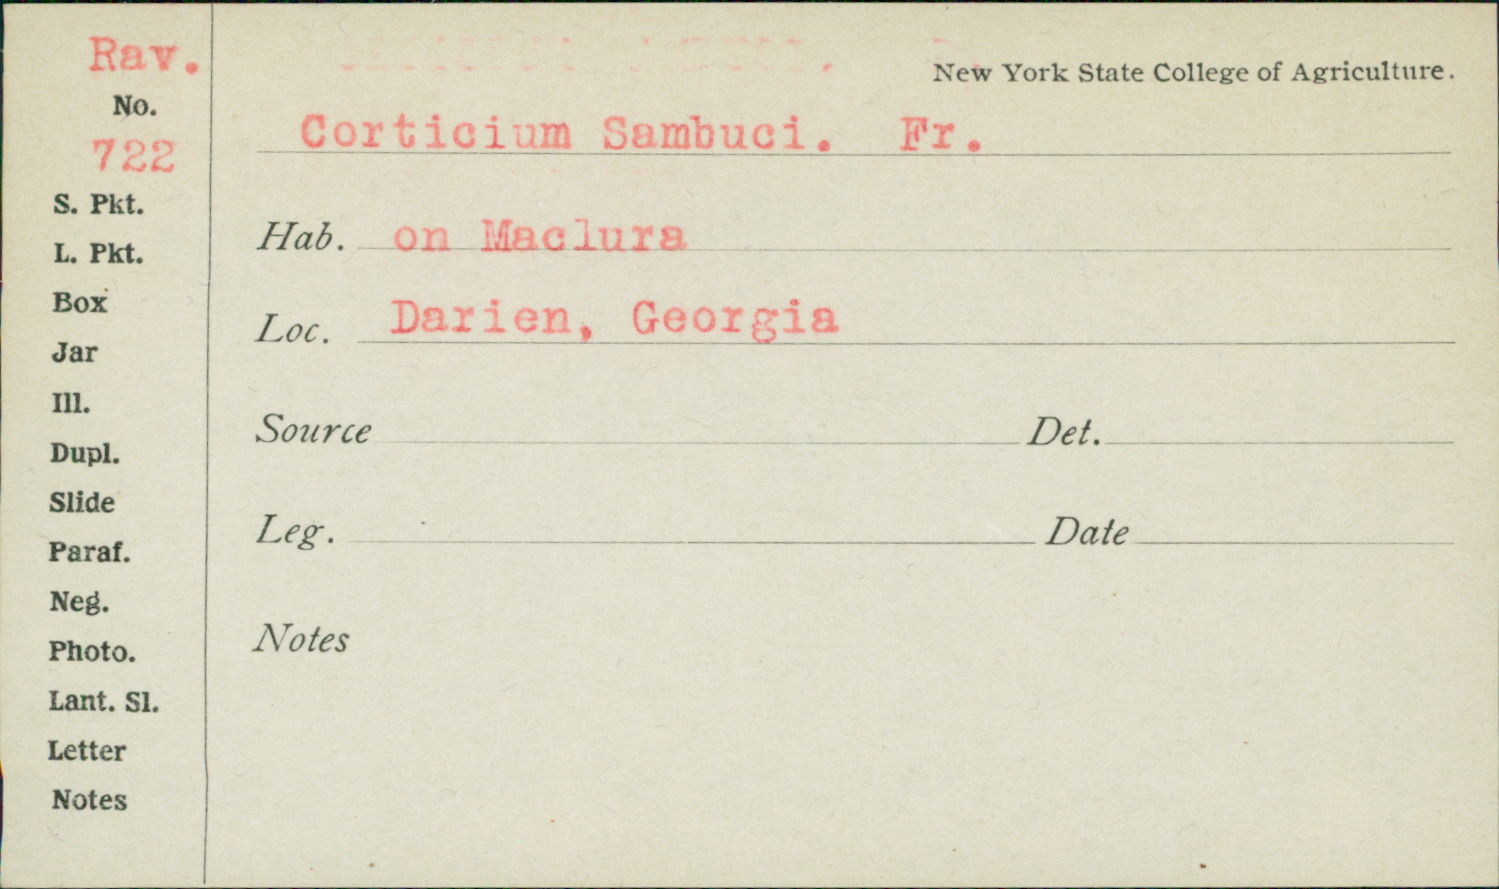 Rav.
New York State College of Agriculture.
No.
722
Corticium Sambuci. Fr.
S. Pkt.
L. Pkt.
Box
Jar
Ill.
Dupl.
Slide
Paraf.
Neg.
Photo.
Lant. Sl.
Letter
Notes
Hab. on Maclura
Loc. Darien, Georgia
Source Det.
Leg. Date
Notes